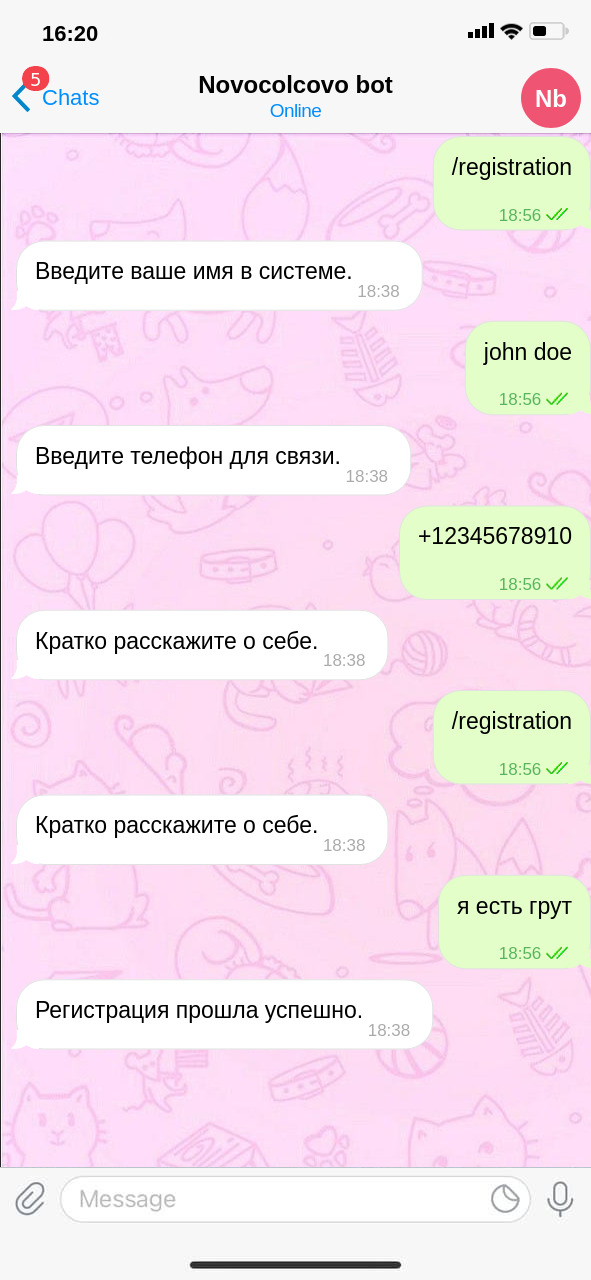 16:20
5
Chats
Novocolcovo bot
Online
Nb
/registration
18:56
Введите ваше имя в системе.
18:38
john doe
18:56
Введите телефон для связи.
18:38
+12345678910
18:56
Кратко расскажите о себе.
18:38
/registration
18:56
Кратко расскажите о себе.
18:38
я есть грут
18:56
Регистрация прошла успешно.
18:38
Message